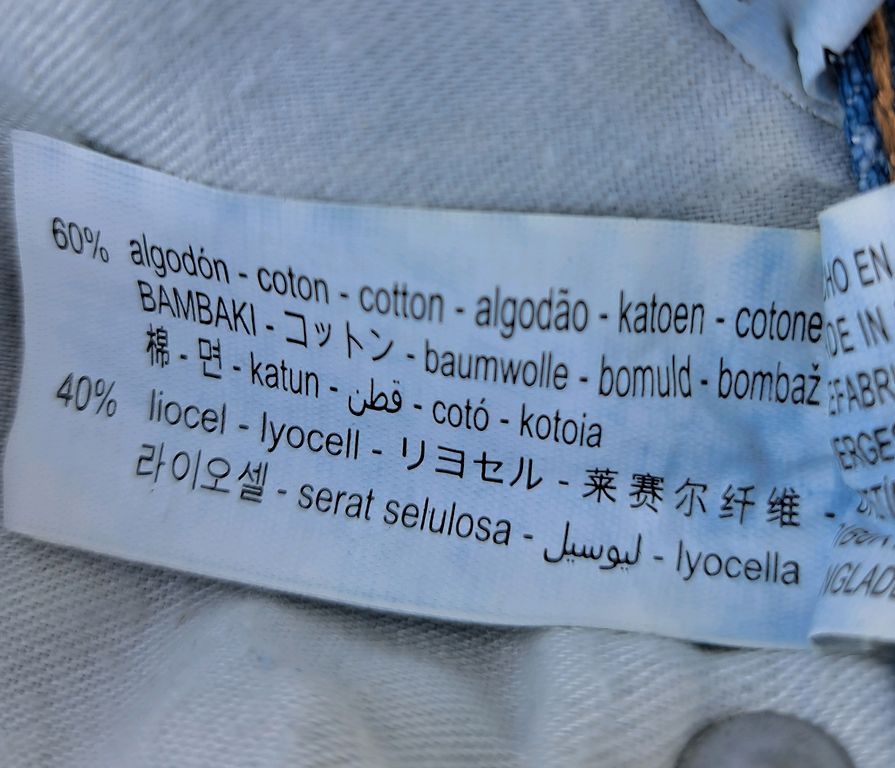 60% algodón - coton - cotton - algodão - katoen - cotone
BAMBAKI - コットン - baumwolle - bomuld - bombaž
棉 - 면 - katun - قطن - cotó - kotoia
40% liocel - lyocell - リヨセル - 莱赛尔纤维 -
라이오셀 - serat selulosa - ليوسيل - lyocella
EN
IN